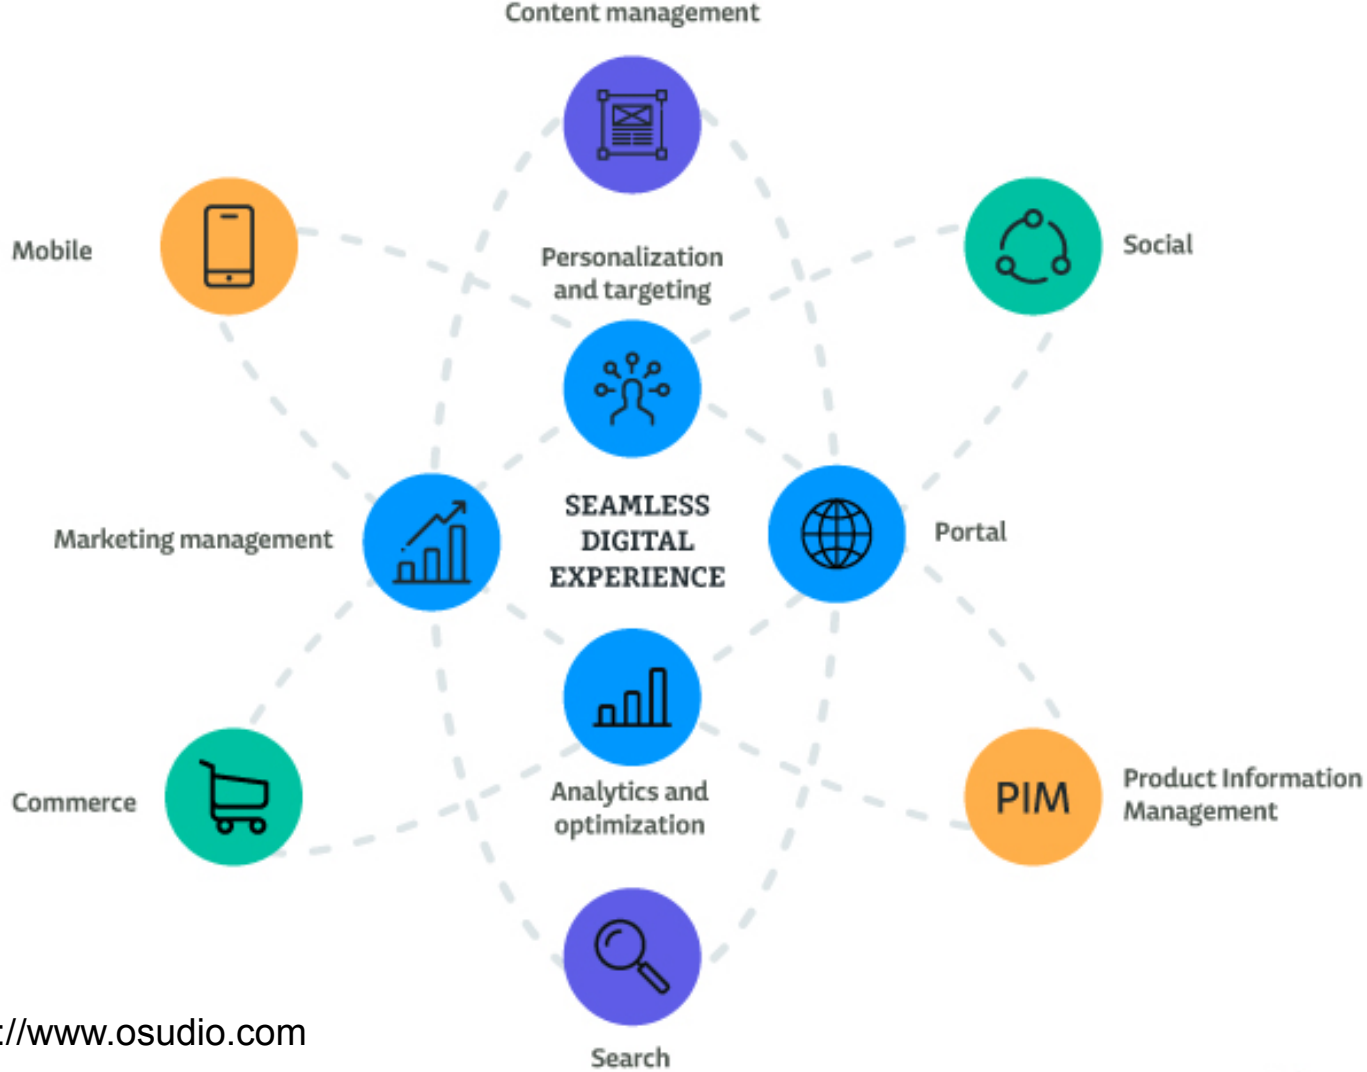 Content management
Mobile
Social
Personalization
and targeting
SEAMLESS
DIGITAL
EXPERIENCE
Marketing management
Portal
Analytics and
optimization
Commerce
PIM
Product Information
Management
://www.osudio.com
Search